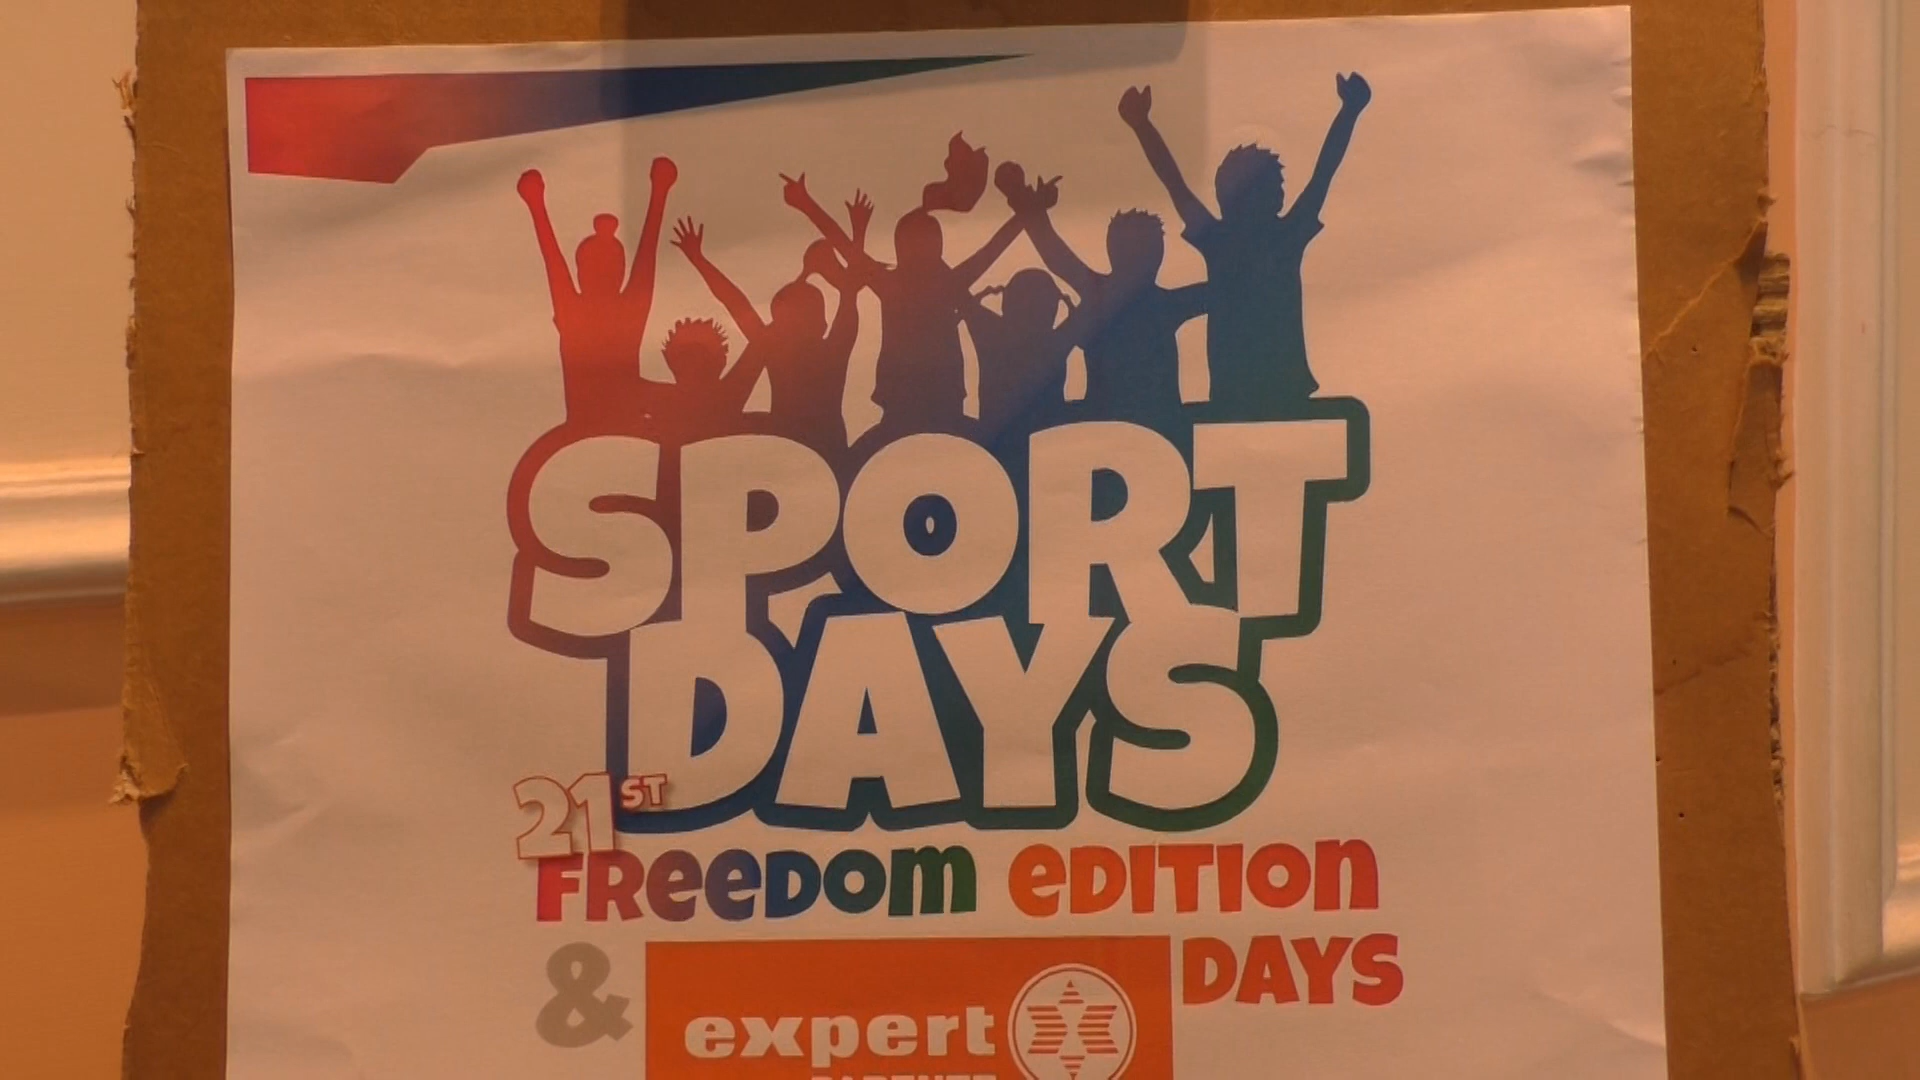 SPORT
DAYS
21ST
FReeDOm eDITIOn
& expert DAYS